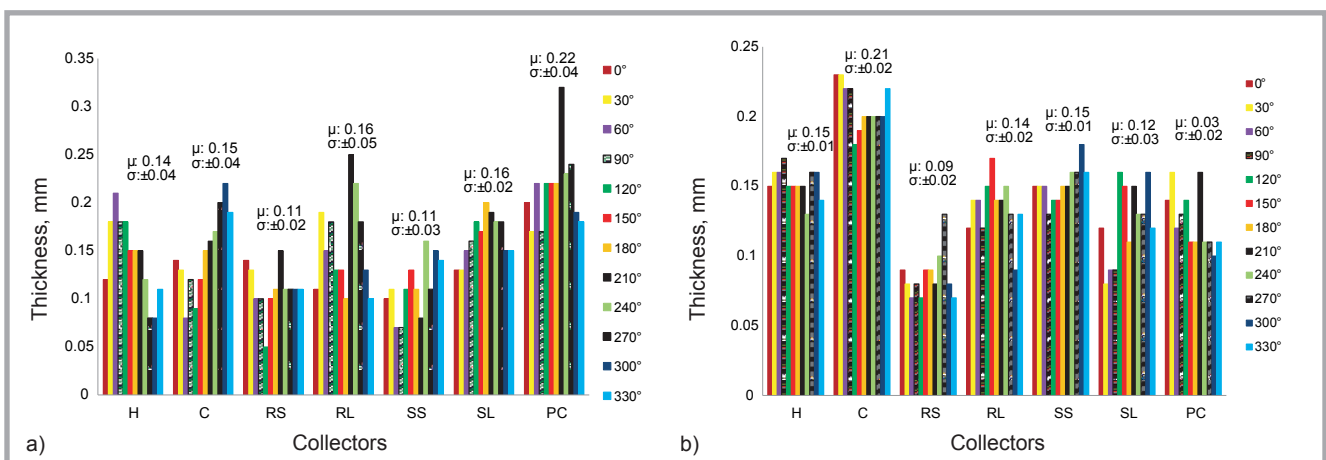 0.35
0.3
0.25
0.2
0.15
0.1
0.05
0
Thickness, mm
μ: 0.14
σ:±0.04
μ: 0.15
σ:±0.04
μ: 0.11
σ:±0.02
μ: 0.16
σ:±0.05
μ: 0.11
σ:±0.03
μ: 0.16
σ:±0.02
μ: 0.22
σ:±0.04
H C RS RL SS SL PC
Collectors
a)
0°
30°
60°
90°
120°
150°
180°
210°
240°
270°
300°
330°
0.25
0.2
0.15
0.1
0.05
0
Thickness, mm
μ: 0.15
σ:±0.01
μ: 0.21
σ:±0.02
μ: 0.09
σ:±0.02
μ: 0.14
σ:±0.02
μ: 0.15
σ:±0.01
μ: 0.12
σ:±0.03
μ: 0.03
σ:±0.02
H C RS RL SS SL PC
Collectors
b)
0°
30°
60°
90°
120°
150°
180°
210°
240°
270°
300°
330°